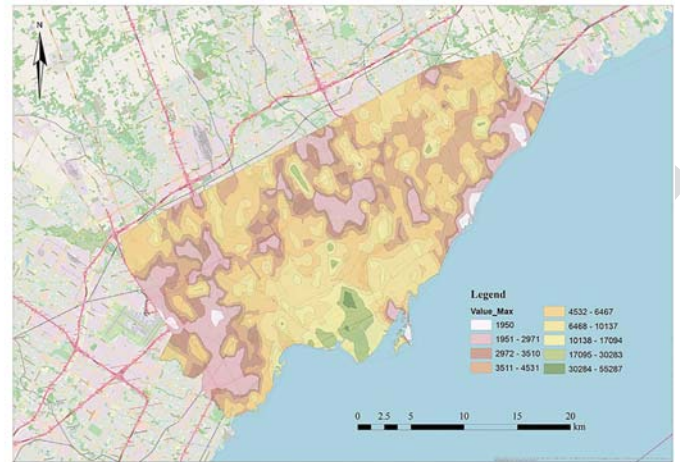 N
Legend
Value_Max
1950
1951 - 2971
2972 - 3510
3511 - 4531
4532 - 6467
6468 - 10137
10138 - 17094
17095 - 30283
30284 - 55287
0 2.5 5 10 15 20
km